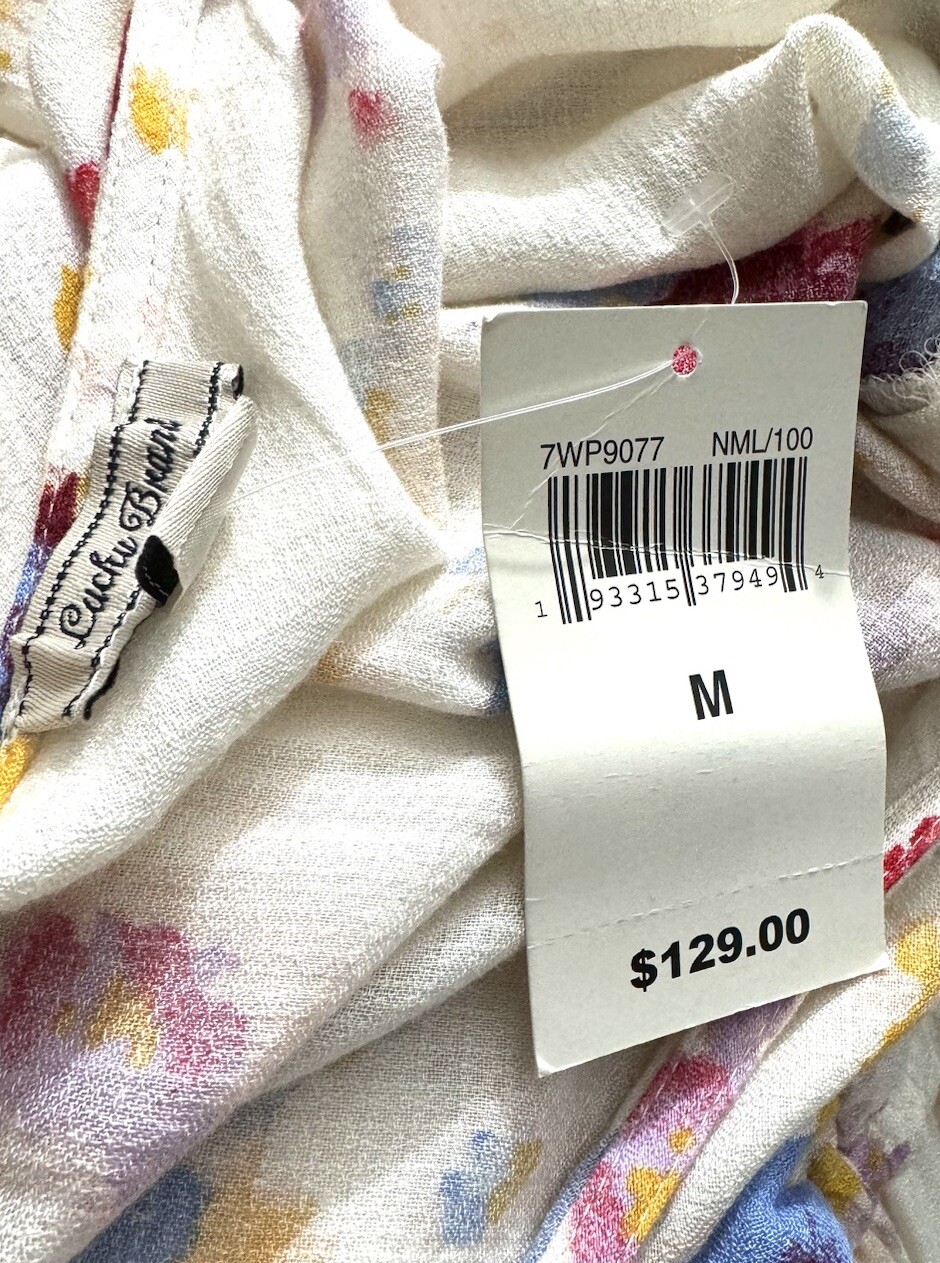 Lucky Brand
7WP9077 NML/100
1 93315 37949 4
M
$129.00